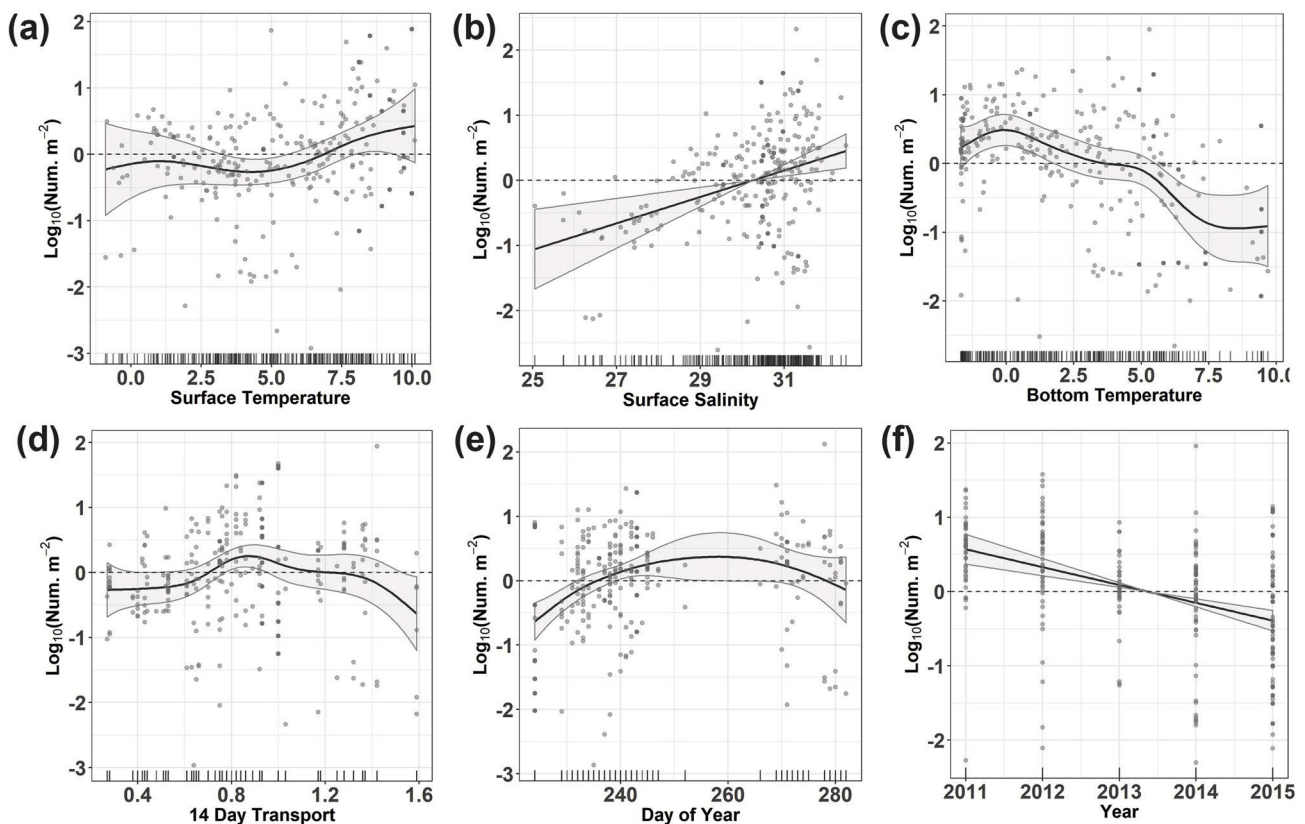 (a)
Log10(Num. m−2)
2
1
0
-1
-2
-3
0.0 2.5 5.0 7.5 10.0
Surface Temperature
(b)
Log10(Num. m−2)
2
1
0
-1
-2
25 27 29 31
Surface Salinity
(c)
Log10(Num. m−2)
2
1
0
-1
-2
0.0 2.5 5.0 7.5 10.
Bottom Temperature
(d)
Log10(Num. m−2)
2
1
0
-1
-2
-3
0.4 0.8 1.2 1.6
14 Day Transport
(e)
Log10(Num. m−2)
2
1
0
-1
-2
-3
240 260 280
Day of Year
(f)
Log10(Num. m−2)
2
1
0
-1
-2
2011 2012 2013 2014 2015
Year